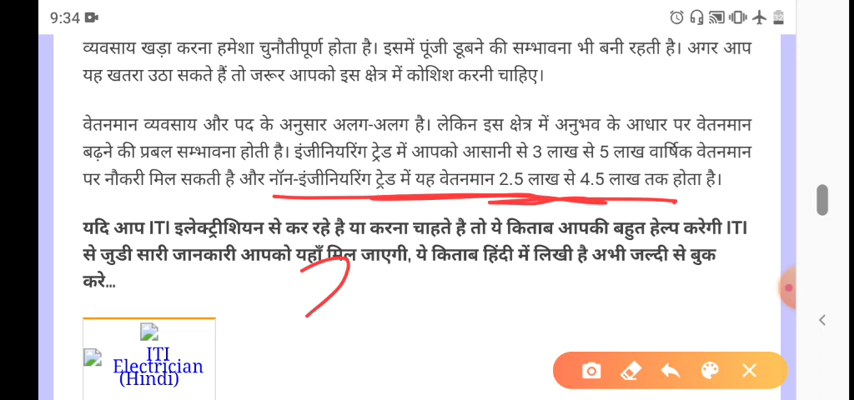 9:34
व्यवसाय खड़ा करना हमेशा चुनौतीपूर्ण होता है। इसमें पूंजी डूबने की सम्भावना भी बनी रहती है। अगर आप
यह खतरा उठा सकते हैं तो जरूर आपको इस क्षेत्र में कोशिश करनी चाहिए।
वेतनमान व्यवसाय और पद के अनुसार अलग-अलग है। लेकिन इस क्षेत्र में अनुभव के आधार पर वेतनमान
बढ़ने की प्रबल सम्भावना होती है। इंजीनियरिंग ट्रेड में आपको आसानी से 3 लाख से 5 लाख वार्षिक वेतनमान
पर नौकरी मिल सकती है और नॉन-इंजीनियरिंग ट्रेड में यह वेतनमान 2.5 लाख से 4.5 लाख तक होता है।
यदि आप ITI इलेक्ट्रीशियन से कर रहे है या करना चाहते है तो ये किताब आपकी बहुत हेल्प करेगी ITI
से जुडी सारी जानकारी आपको यहाँ मिल जाएगी, ये किताब हिंदी में लिखी है अभी जल्दी से बुक
करे...
ITI
Electrician
(Hindi)